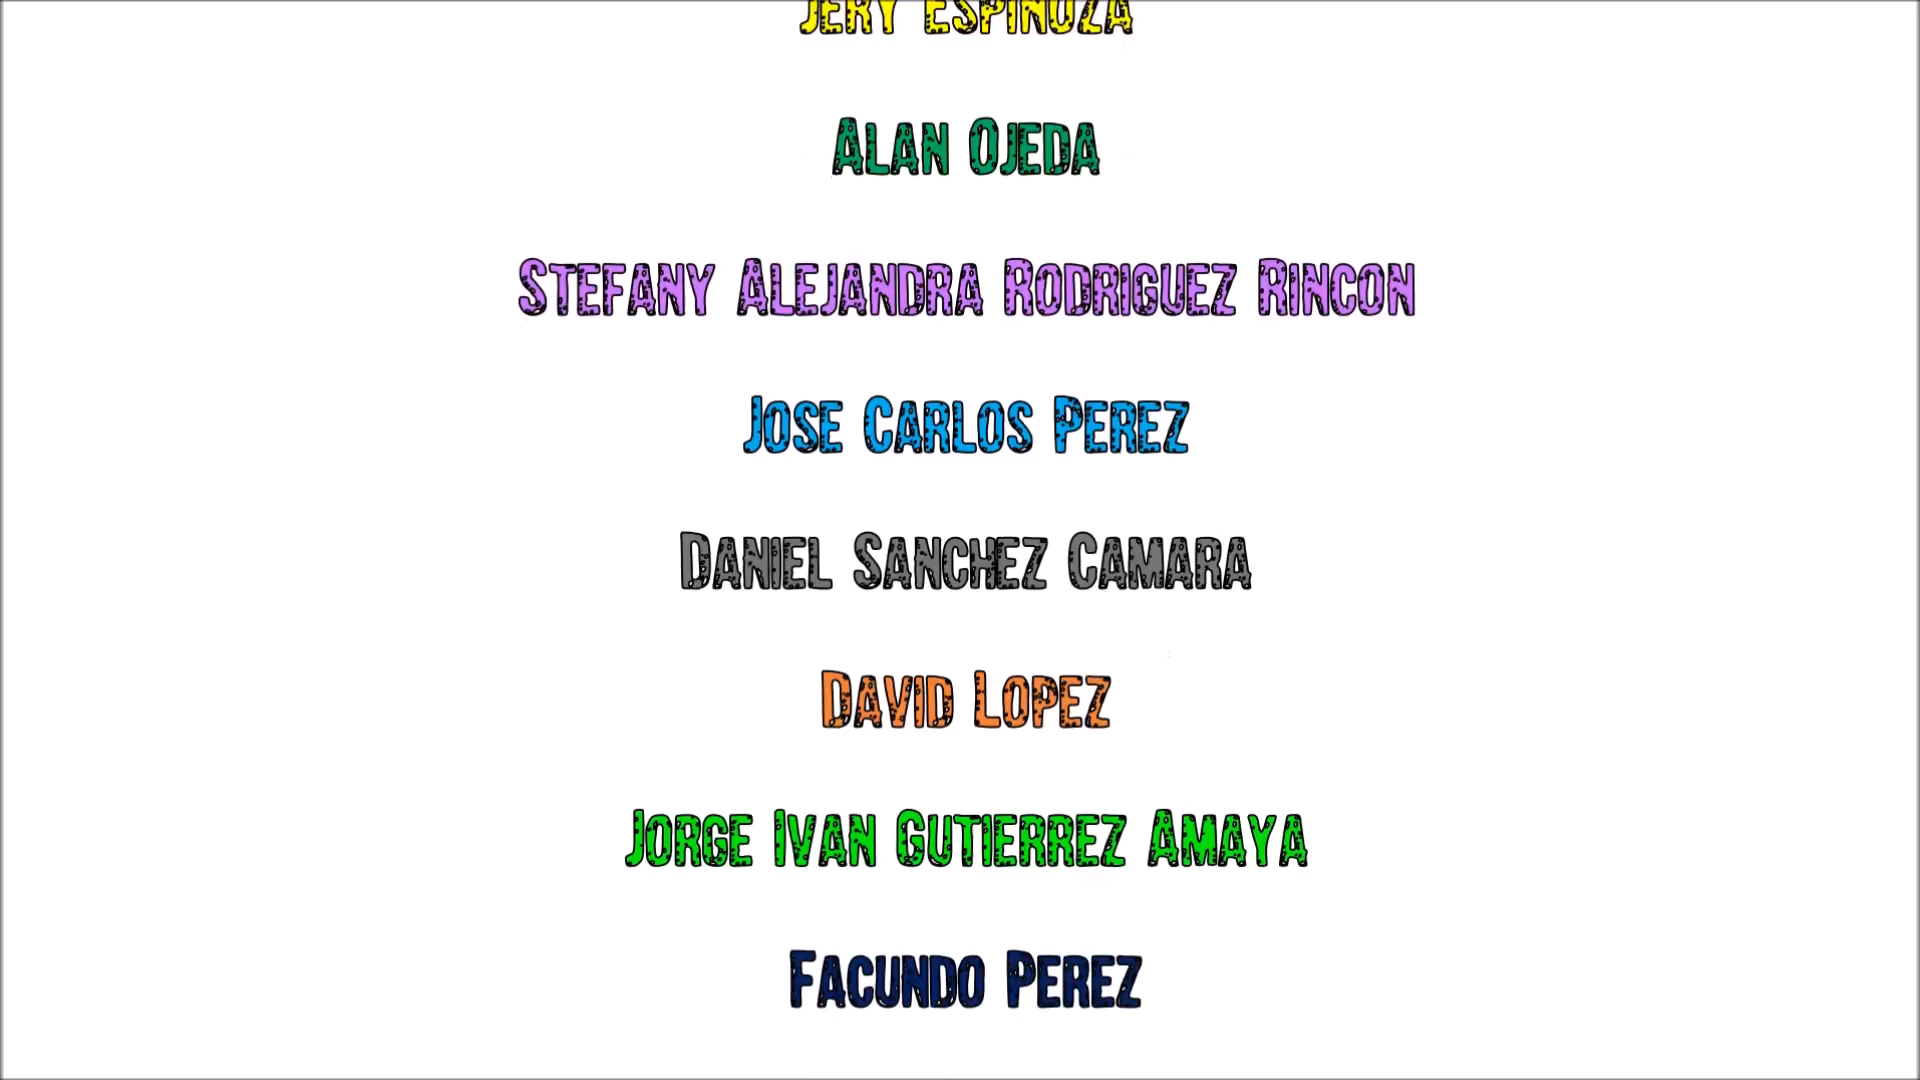 Jery Espinoza
Alan Ojeda
Stefany Alejandra Rodriguez Rincon
Jose Carlos Perez
Daniel Sanchez Camara
David Lopez
Jorge Ivan Gutierrez Amaya
Facundo Perez